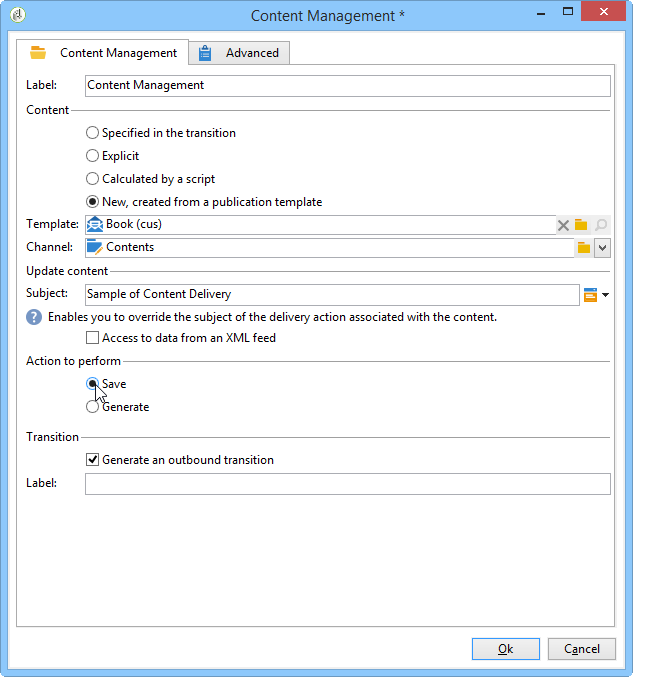 Content Management *
Content Management
Advanced
Label: Content Management
Content
Specified in the transition
Explicit
Calculated by a script
New, created from a publication template
Template: Book (cus)
Channel: Contents
Update content
Subject: Sample of Content Delivery
? Enables you to override the subject of the delivery action associated with the content.
Access to data from an XML feed
Action to perform
Save
Generate
Transition
Generate an outbound transition
Label:
Ok Cancel